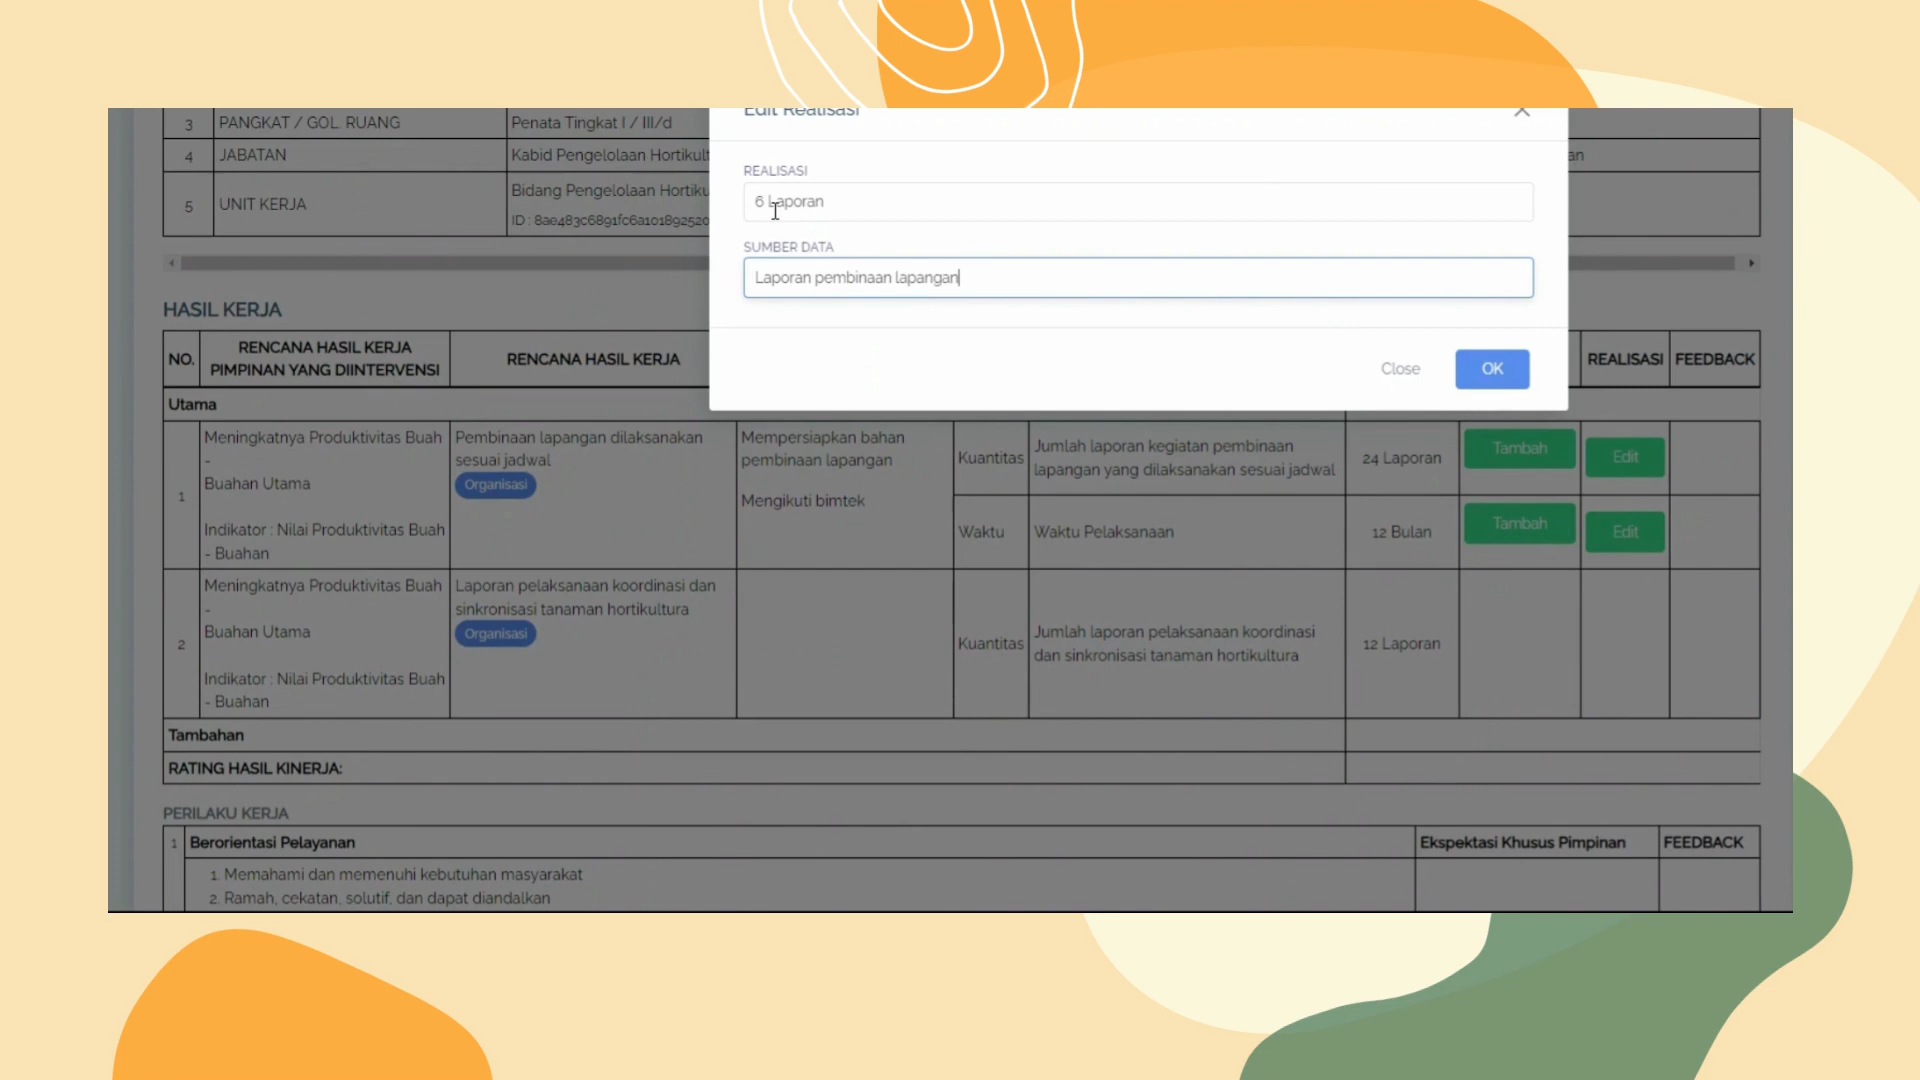 Edit Realisasi
REALISASI
6 Laporan
SUMBER DATA
Laporan pembinaan lapangan
Close
OK
3 PANGKAT / GOL. RUANG Penata Tingkat I / III/d
4 JABATAN Kabid Pengelolaan Hortikult an
5 UNIT KERJA Bidang Pengelolaan Hortiku
ID : 8ae483c6891fc6a101892520
HASIL KERJA
NO. RENCANA HASIL KERJA PIMPINAN YANG DIINTERVENSI RENCANA HASIL KERJA REALISASI FEEDBACK
Utama
1
Meningkatnya Produktivitas Buah
-
Buahan Utama
Indikator : Nilai Produktivitas Buah
- Buahan
Pembinaan lapangan dilaksanakan
sesuai jadwal
Organisasi
Mempersiapkan bahan
pembinaan lapangan
Mengikuti bimtek
Kuantitas
Jumlah laporan kegiatan pembinaan
lapangan yang dilaksanakan sesuai jadwal
24 Laporan
Tambah
Edit
Waktu
Waktu Pelaksanaan
12 Bulan
Tambah
Edit
2
Meningkatnya Produktivitas Buah
-
Buahan Utama
Indikator : Nilai Produktivitas Buah
- Buahan
Laporan pelaksanaan koordinasi dan
sinkronisasi tanaman hortikultura
Organisasi
Kuantitas
Jumlah laporan pelaksanaan koordinasi
dan sinkronisasi tanaman hortikultura
12 Laporan
Tambahan
RATING HASIL KINERJA:
PERILAKU KERJA
1 Berorientasi Pelayanan Ekspektasi Khusus Pimpinan FEEDBACK
1. Memahami dan memenuhi kebutuhan masyarakat
2. Ramah, cekatan, solutif, dan dapat diandalkan